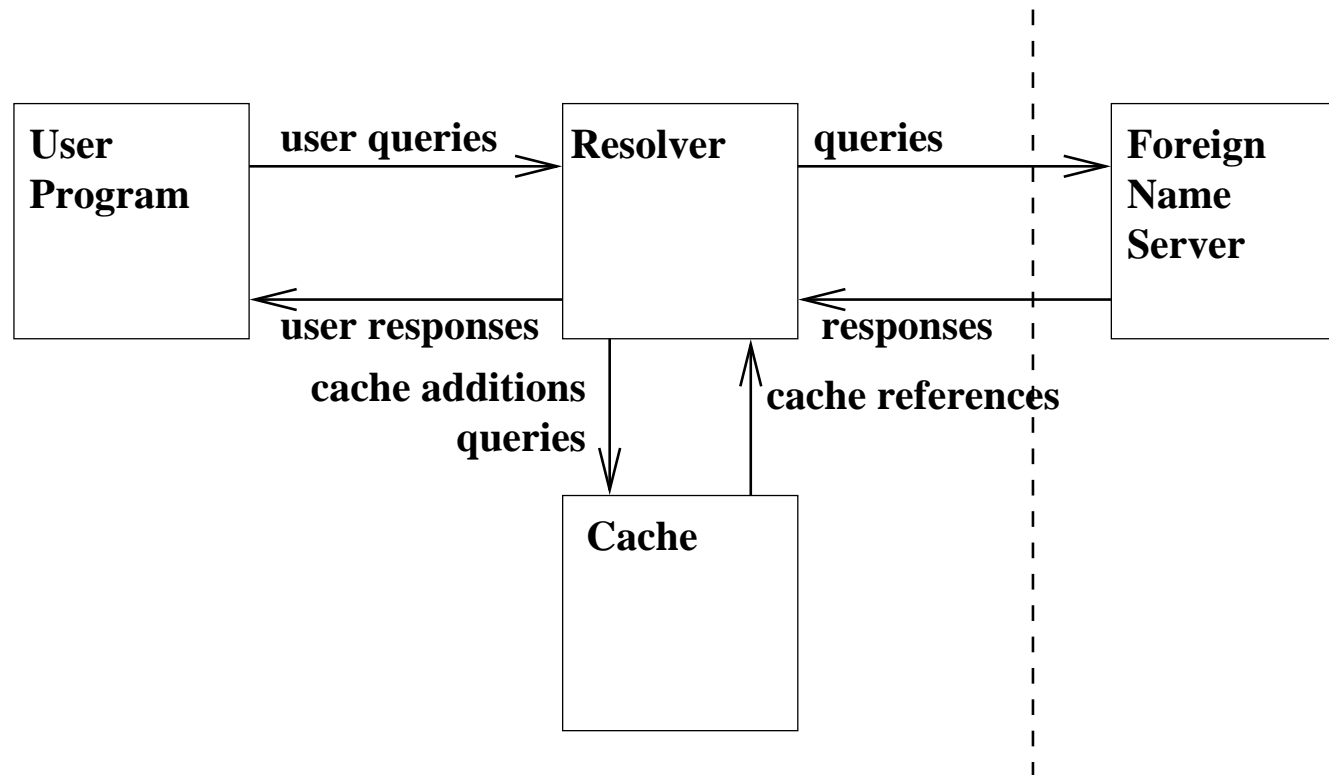 User
Program
user queries
Resolver
queries
Foreign
Name
Server
user responses
responses
cache additions
queries
cache references
Cache